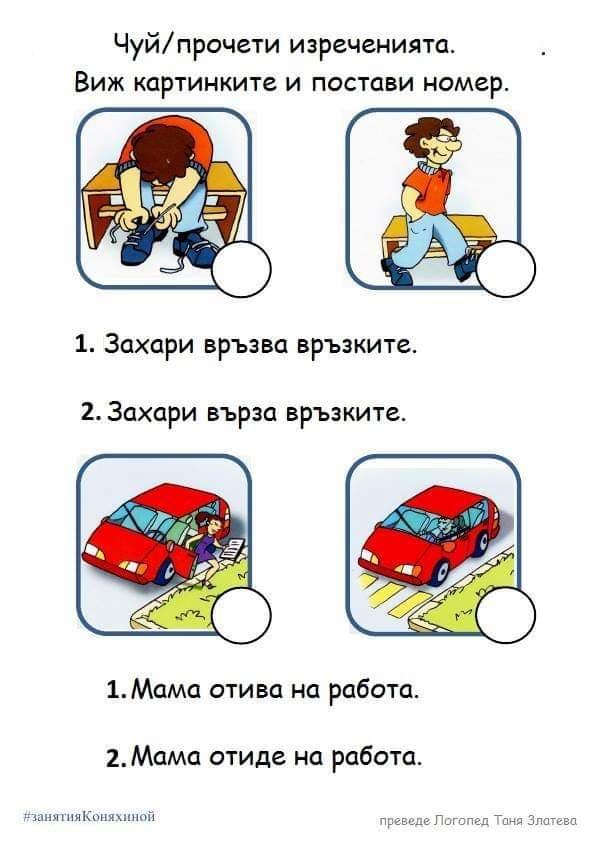 Чуй/прочети изреченията.
Виж картинките и постави номер.
1. Захари връзва връзките.
2. Захари върза връзките.
1. Мама отива на работа.
2. Мама отиде на работа.
#занятияКоняхиной
преведе Логопед Таня Златева